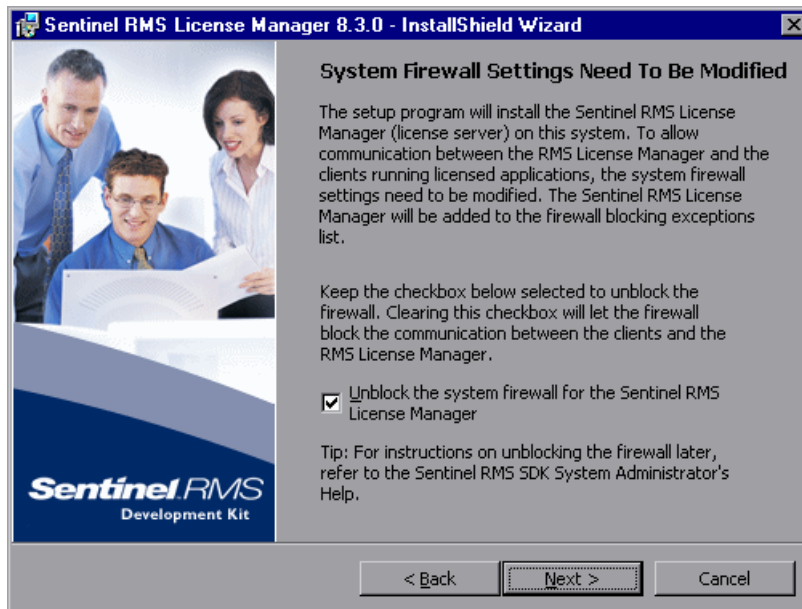 Sentinel RMS License Manager 8.3.0 - InstallShield Wizard
System Firewall Settings Need To Be Modified
The setup program will install the Sentinel RMS License
Manager (license server) on this system. To allow
communication between the RMS License Manager and the
clients running licensed applications, the system firewall
settings need to be modified. The Sentinel RMS License
Manager will be added to the firewall blocking exceptions
list.
Keep the checkbox below selected to unblock the
firewall. Clearing this checkbox will let the firewall
block the communication between the clients and the
RMS License Manager.
Unblock the system firewall for the Sentinel RMS
License Manager
Tip: For instructions on unblocking the firewall later,
refer to the Sentinel RMS SDK System Administrator's
Help.
Sentinel RMS
Development Kit
< Back
Next >
Cancel